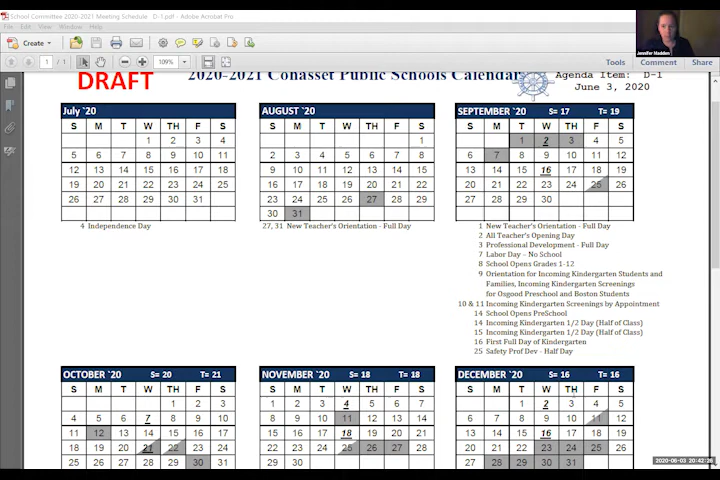 School Committee 2020-2021 Meeting Schedule D-1.pdf - Adobe Acrobat Pro
File Edit View Window Help
Jennifer Madden
Create
1 / 1
109%
Tools Comment Share
DRAFT
2020-2021 Cohasset Public Schools Calendar
Agenda Item: D-1
June 3, 2020
July `20
S M T W TH F S
1 2 3 4
5 6 7 8 9 10 11
12 13 14 15 16 17 18
19 20 21 22 23 24 25
26 27 28 29 30 31
4 Independence Day
AUGUST `20
S M T W TH F S
1
2 3 4 5 6 7 8
9 10 11 12 13 14 15
16 17 18 19 20 21 22
23 24 25 26 27 28 29
30 31
27, 31 New Teacher's Orientation - Full Day
SEPTEMBER `20 S= 17 T= 19
S M T W TH F S
1 2 3 4 5
6 7 8 9 10 11 12
13 14 15 16 17 18 19
20 21 22 23 24 25 26
27 28 29 30
1 New Teacher's Orientation - Full Day
2 All Teacher's Opening Day
3 Professional Development - Full Day
7 Labor Day – No School
8 School Opens Grades 1-12
9 Orientation for Incoming Kindergarten Students and
Families, Incoming Kindergarten Screenings
for Osgood Preschool and Boston Students
10 & 11 Incoming Kindergarten Screenings by Appointment
14 School Opens PreSchool
14 Incoming Kindergarten 1/2 Day (Half of Class)
15 Incoming Kindergarten 1/2 Day (Half of Class)
16 First Full Day of Kindergarten
25 Safety Prof Dev - Half Day
OCTOBER `20 S= 20 T= 21
S M T W TH F S
1 2 3
4 5 6 7 8 9 10
11 12 13 14 15 16 17
18 19 20 21 22 23 24
25 26 27 28 29 30 31
NOVEMBER `20 S= 18 T= 18
S M T W TH F S
1 2 3 4 5 6 7
8 9 10 11 12 13 14
15 16 17 18 19 20 21
22 23 24 25 26 27 28
29 30
DECEMBER `20 S= 16 T= 16
S M T W TH F S
1 2 3 4 5
6 7 8 9 10 11 12
13 14 15 16 17 18 19
20 21 22 23 24 25 26
27 28 29 30 31
2020-06-03 20:42:26